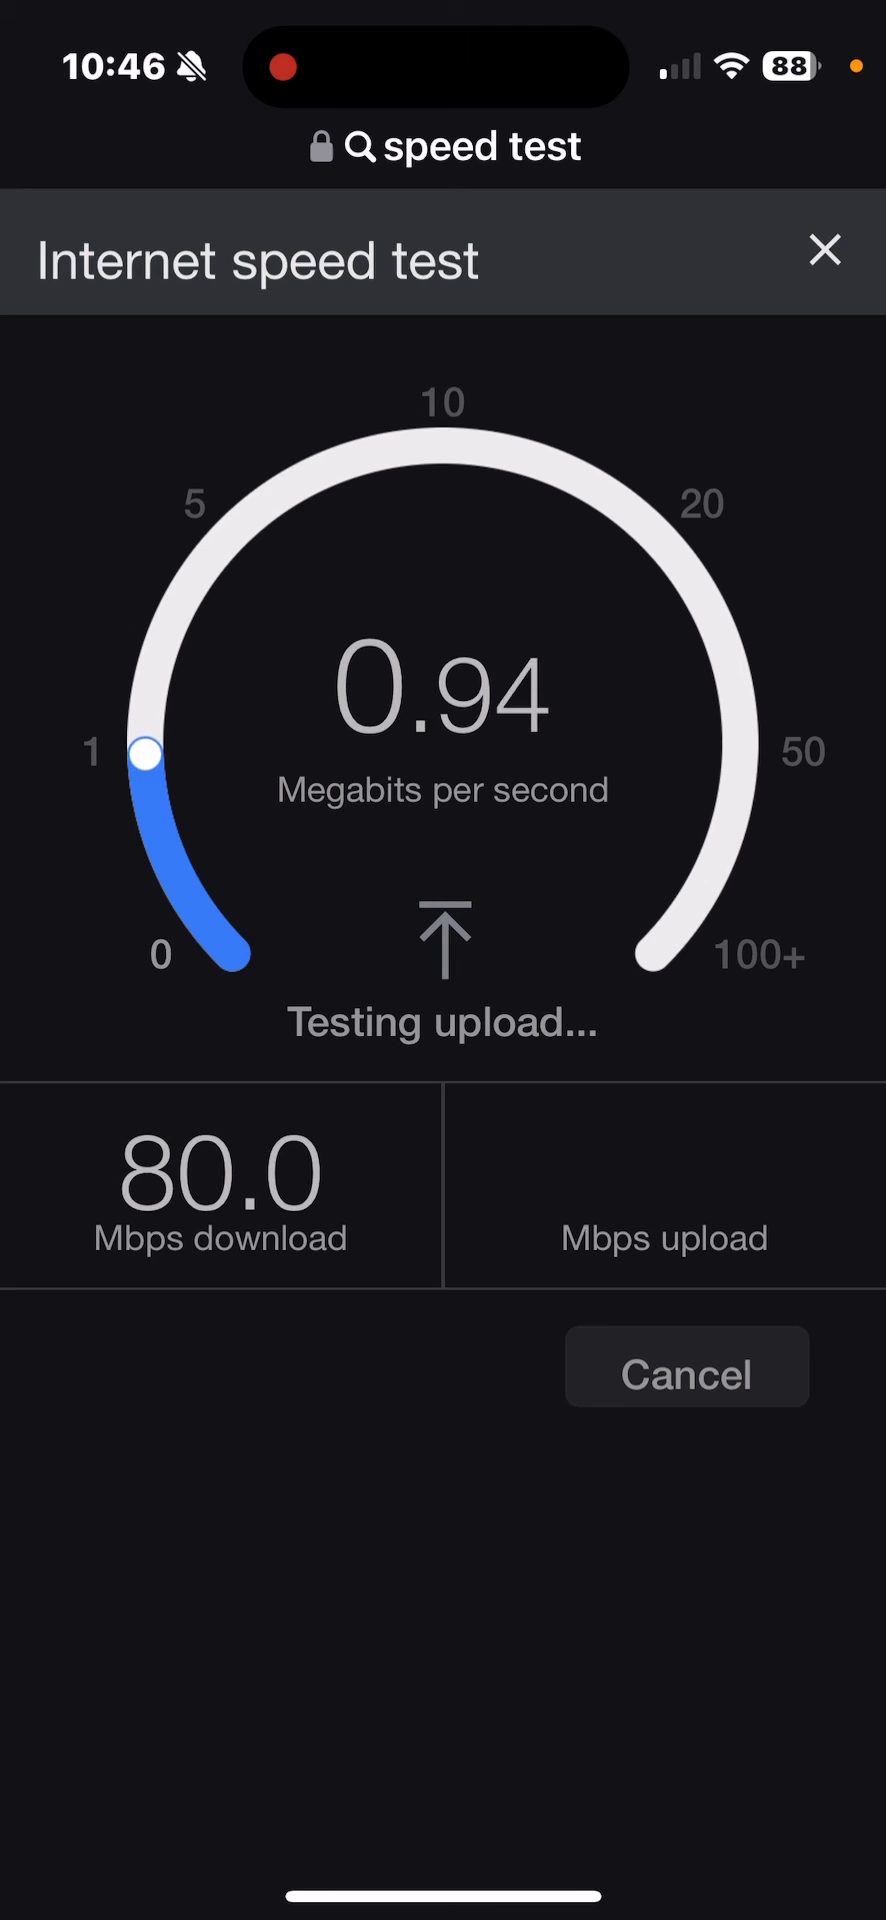 10:46
88
speed test
Internet speed test
10
5
20
0.94
1
50
Megabits per second
0
100+
Testing upload...
80.0
Mbps download
Mbps upload
Cancel